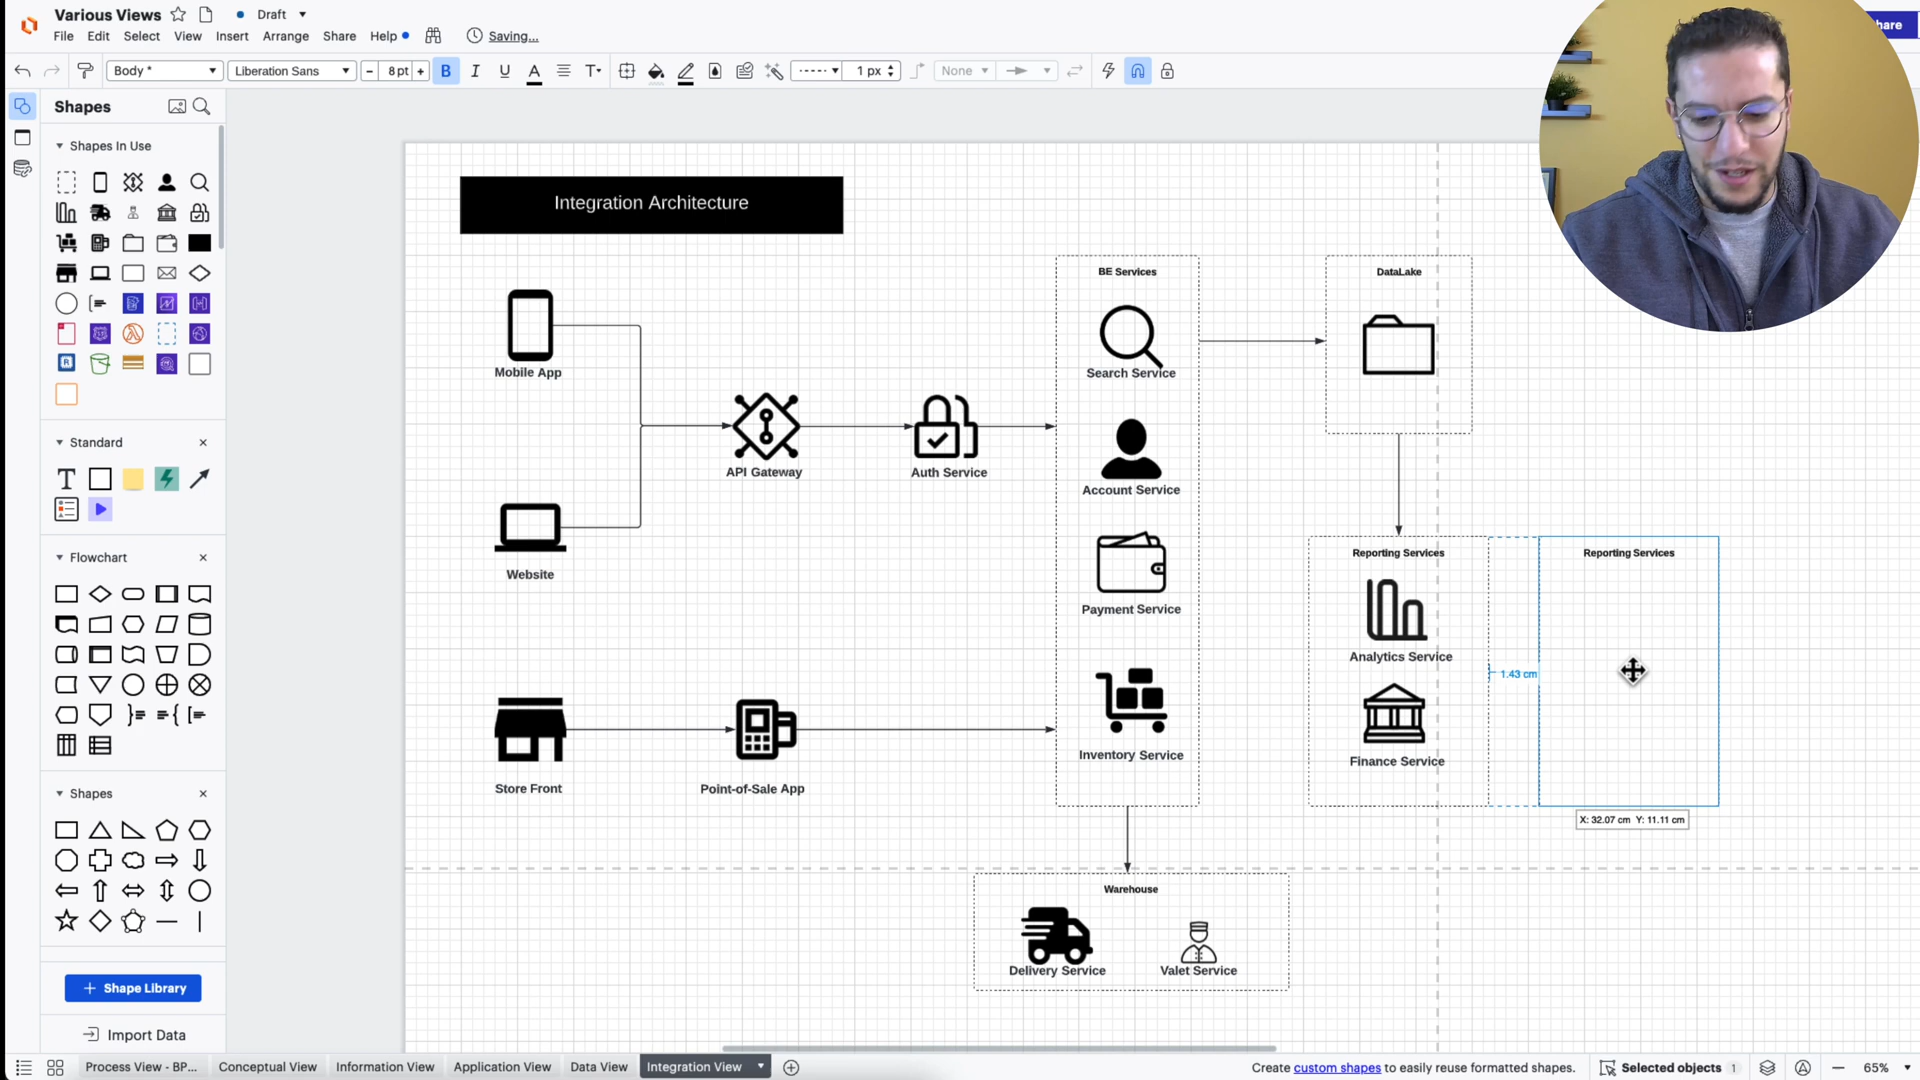 Various Views
Draft
File Edit Select View Insert Arrange Share Help
Saving...
hare
Body *
Liberation Sans
8 pt
B I U A T
1 px
None
Shapes
Shapes In Use
Standard
T
Flowchart
Shapes
+ Shape Library
Import Data
Integration Architecture
BE Services
DataLake
Search Service
Mobile App
API Gateway
Auth Service
Account Service
Website
Payment Service
Reporting Services
Reporting Services
Analytics Service
1.43 cm
Inventory Service
Finance Service
Store Front
Point-of-Sale App
X: 32.07 cm Y: 11.11 cm
Warehouse
Delivery Service
Valet Service
Process View - BP...
Conceptual View
Information View
Application View
Data View
Integration View
Create custom shapes to easily reuse formatted shapes.
Selected objects 1
65%